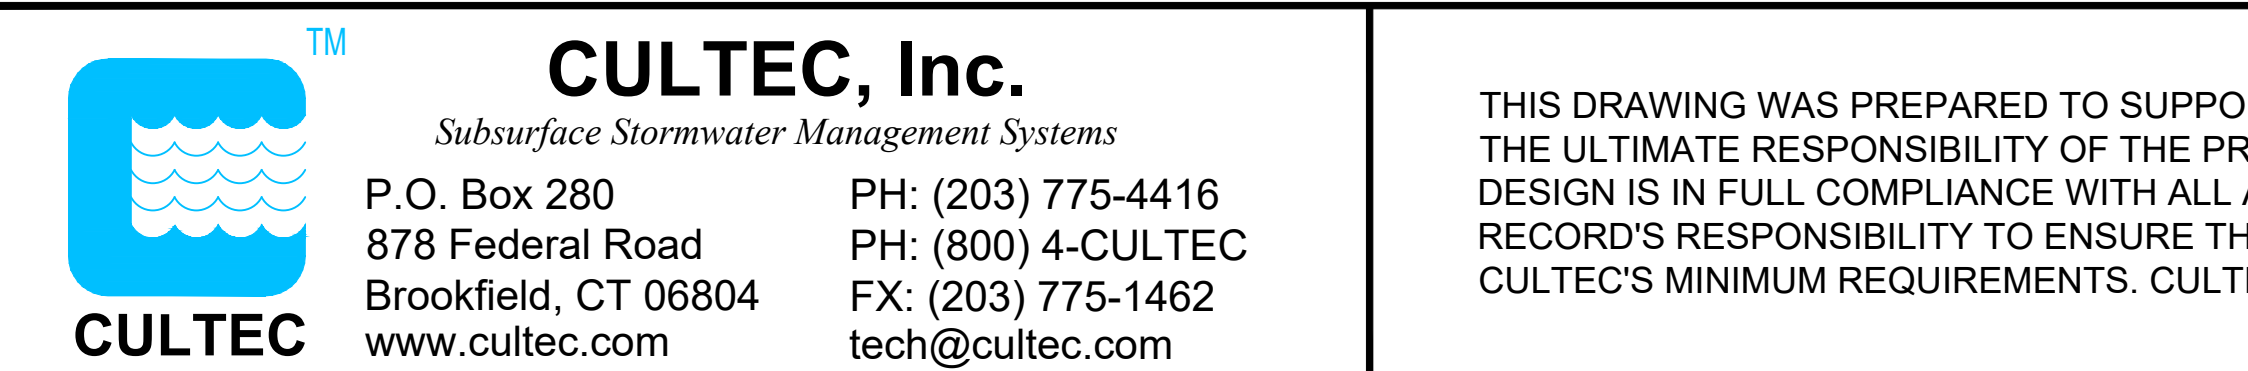 TM
CULTEC
CULTEC, Inc.
Subsurface Stormwater Management Systems
P.O. Box 280
878 Federal Road
Brookfield, CT 06804
www.cultec.com
PH: (203) 775-4416
PH: (800) 4-CULTEC
FX: (203) 775-1462
tech@cultec.com
THIS DRAWING WAS PREPARED TO
THE ULTIMATE RESPONSIBILITY OF THE
DESIGN IS IN FULL COMPLIANCE WITH ALL
RECORD'S RESPONSIBILITY TO ENSURE
CULTEC'S MINIMUM REQUIREMENTS.